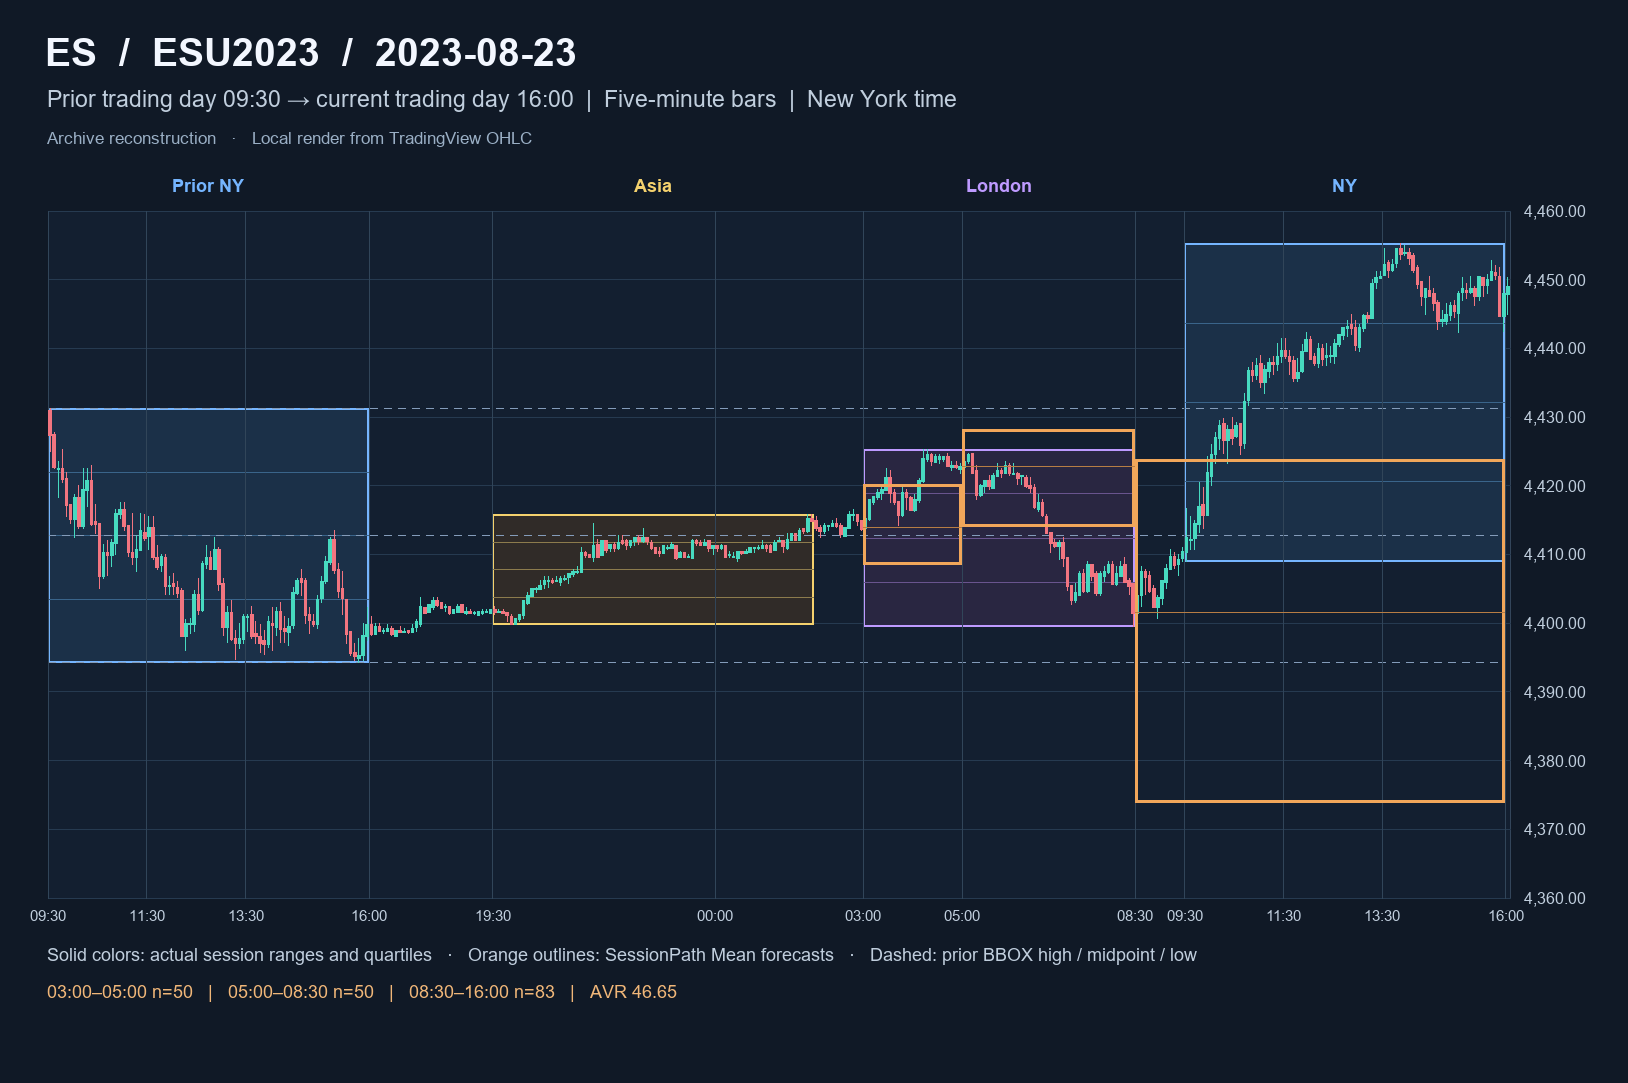 ES / ESU2023 / 2023-08-23
Prior trading day 09:30 → current trading day 16:00 | Five-minute bars | New York time
Archive reconstruction · Local render from TradingView OHLC
Prior NY Asia London NY
4,460.00
4,450.00
4,440.00
4,430.00
4,420.00
4,410.00
4,400.00
4,390.00
4,380.00
4,370.00
4,360.00
09:30 11:30 13:30 16:00 19:30 00:00 03:00 05:00 08:30 09:30 11:30 13:30 16:00
Solid colors: actual session ranges and quartiles · Orange outlines: SessionPath Mean forecasts · Dashed: prior BBOX high / midpoint / low
03:00–05:00 n=50 | 05:00–08:30 n=50 | 08:30–16:00 n=83 | AVR 46.65